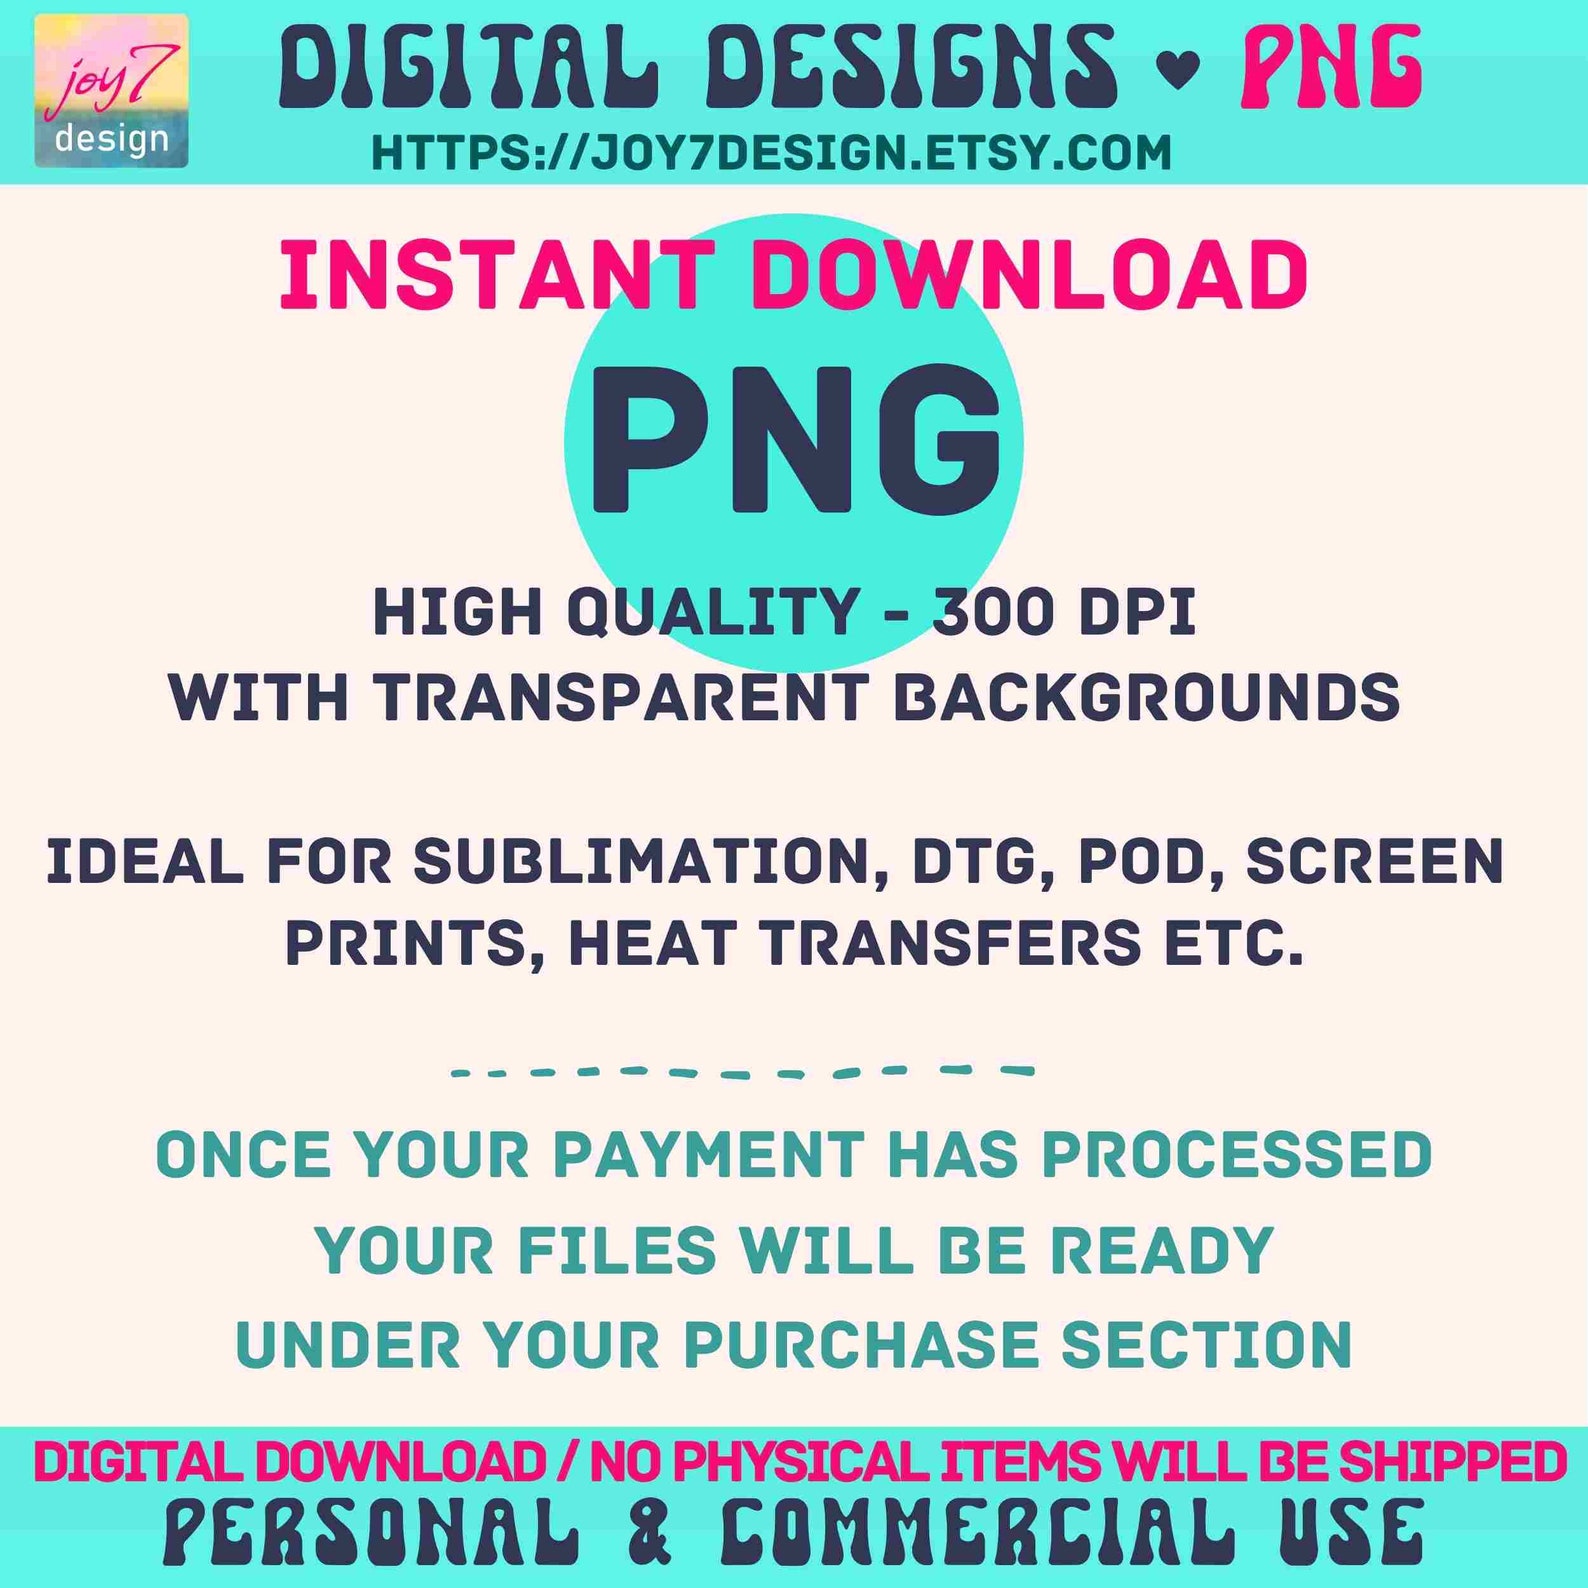 joy7
design
DIGITAL DESIGNS ♥ PNG
HTTPS://JOY7DESIGN.ETSY.COM
INSTANT DOWNLOAD
PNG
HIGH QUALITY - 300 DPI
WITH TRANSPARENT BACKGROUNDS
IDEAL FOR SUBLIMATION, DTG, POD, SCREEN
PRINTS, HEAT TRANSFERS ETC.
ONCE YOUR PAYMENT HAS PROCESSED
YOUR FILES WILL BE READY
UNDER YOUR PURCHASE SECTION
DIGITAL DOWNLOAD / NO PHYSICAL ITEMS WILL BE SHIPPED
PERSONAL & COMMERCIAL USE